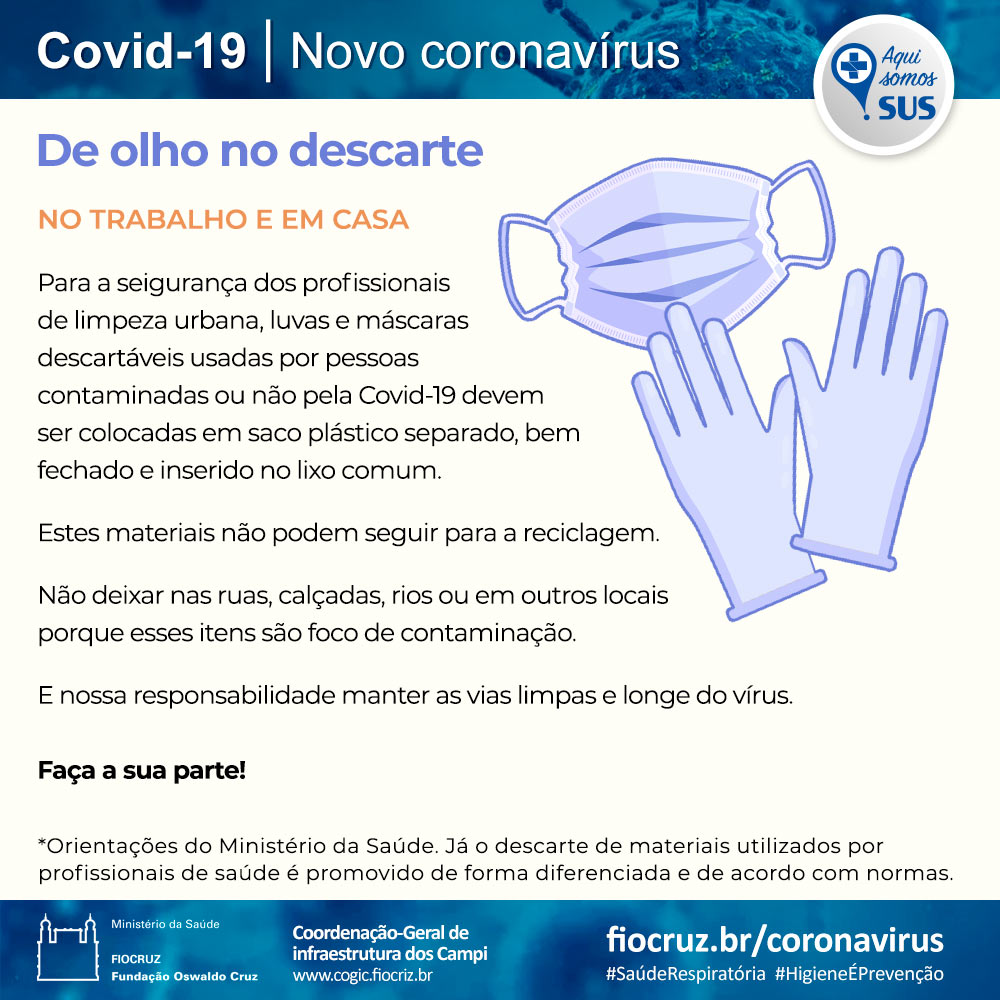 Covid-19 | Novo coronavírus
Aqui
somos
SUS
De olho no descarte
NO TRABALHO E EM CASA
Para a seigurança dos profissionais
de limpeza urbana, luvas e máscaras
descartáveis usadas por pessoas
contaminadas ou não pela Covid-19 devem
ser colocadas em saco plástico separado, bem
fechado e inserido no lixo comum.
Estes materiais não podem seguir para a reciclagem.
Não deixar nas ruas, calçadas, rios ou em outros locais
porque esses itens são foco de contaminação.
E nossa responsabilidade manter as vias limpas e longe do vírus.
Faça a sua parte!
*Orientações do Ministério da Saúde. Já o descarte de materiais utilizados por
profissionais de saúde é promovido de forma diferenciada e de acordo com normas.
Ministério da Saúde
FIOCRUZ
Fundação Oswaldo Cruz
Coordenação-Geral de
infraestrutura dos Campi
www.cogic.fiocriz.br
fiocruz.br/coronavirus
#SaúdeRespiratória #HigieneÉPrevenção